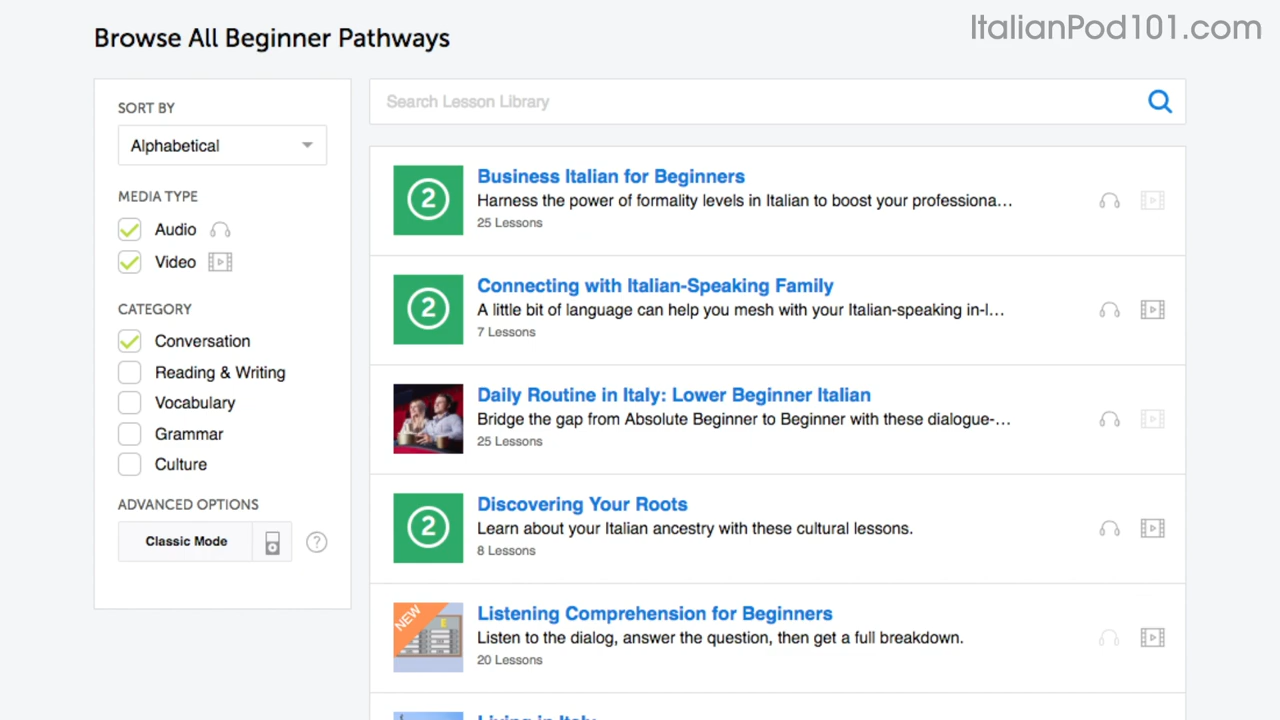 ItalianPod101.com
Browse All Beginner Pathways
SORT BY
Alphabetical
MEDIA TYPE
Audio
Video
CATEGORY
Conversation
Reading & Writing
Vocabulary
Grammar
Culture
ADVANCED OPTIONS
Classic Mode
?
Search Lesson Library
2
Business Italian for Beginners
Harness the power of formality levels in Italian to boost your professiona…
25 Lessons
2
Connecting with Italian-Speaking Family
A little bit of language can help you mesh with your Italian-speaking in-l…
7 Lessons
Daily Routine in Italy: Lower Beginner Italian
Bridge the gap from Absolute Beginner to Beginner with these dialogue-…
25 Lessons
2
Discovering Your Roots
Learn about your Italian ancestry with these cultural lessons.
8 Lessons
NEW
Listening Comprehension for Beginners
Listen to the dialog, answer the question, then get a full breakdown.
20 Lessons
Living in Italy